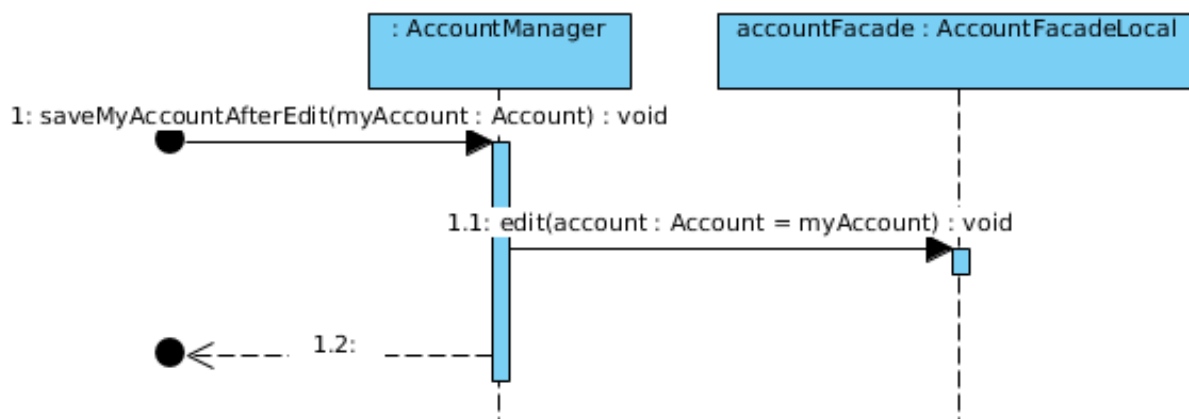 : AccountManager
accountFacade : AccountFacadeLocal
1: saveMyAccountAfterEdit(myAccount : Account) : void
1.1: edit(account : Account = myAccount) : void
1.2: